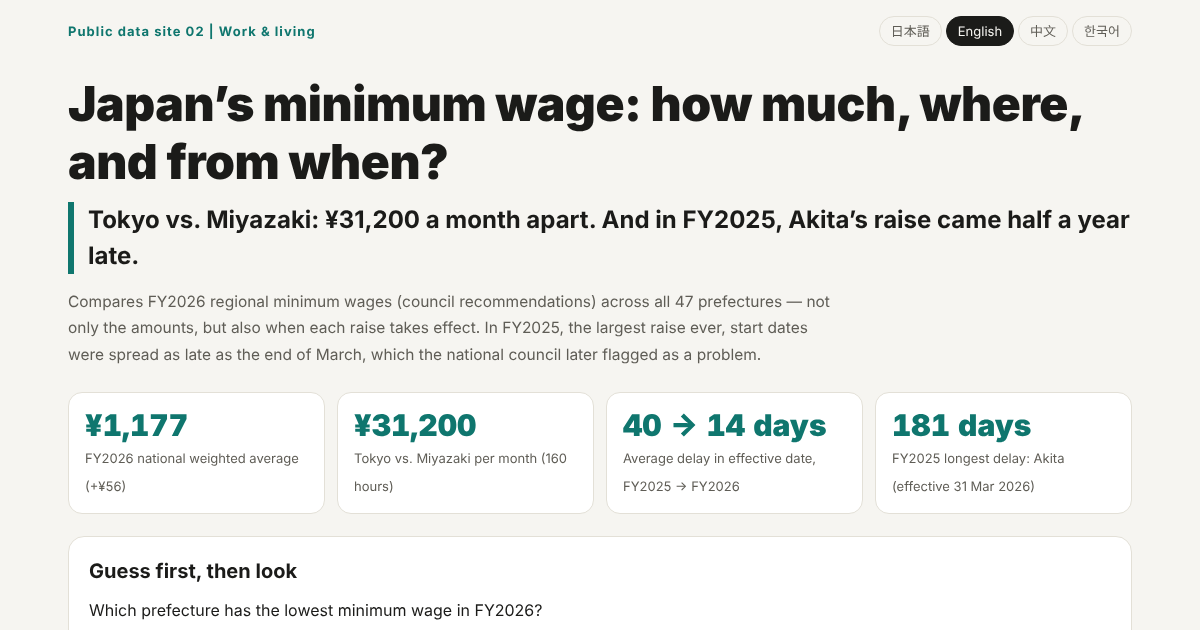 Public data site 02 | Work & living
日本語
English
中文
한국어
Japan’s minimum wage: how much, where,
and from when?
Tokyo vs. Miyazaki: ¥31,200 a month apart. And in FY2025, Akita’s raise came half a year
late.
Compares FY2026 regional minimum wages (council recommendations) across all 47 prefectures — not
only the amounts, but also when each raise takes effect. In FY2025, the largest raise ever, start dates
were spread as late as the end of March, which the national council later flagged as a problem.
¥1,177
FY2026 national weighted average
(+¥56)
¥31,200
Tokyo vs. Miyazaki per month (160
hours)
40 → 14 days
Average delay in effective date,
FY2025 → FY2026
181 days
FY2025 longest delay: Akita
(effective 31 Mar 2026)
Guess first, then look
Which prefecture has the lowest minimum wage in FY2026?